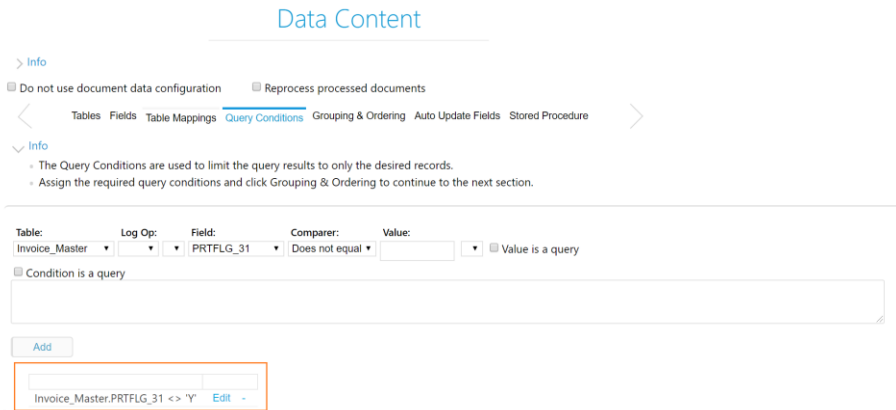 Data Content
Info
Do not use document data configuration Reprocess processed documents
Tables Fields Table Mappings Query Conditions Grouping & Ordering Auto Update Fields Stored Procedure
Info
The Query Conditions are used to limit the query results to only the desired records.
Assign the required query conditions and click Grouping & Ordering to continue to the next section.
Table: Log Op: Field: Comparer: Value:
Invoice_Master PRTFLG_31 Does not equal Value is a query
Condition is a query
Add
Invoice_Master.PRTFLG_31 <> 'Y' Edit -